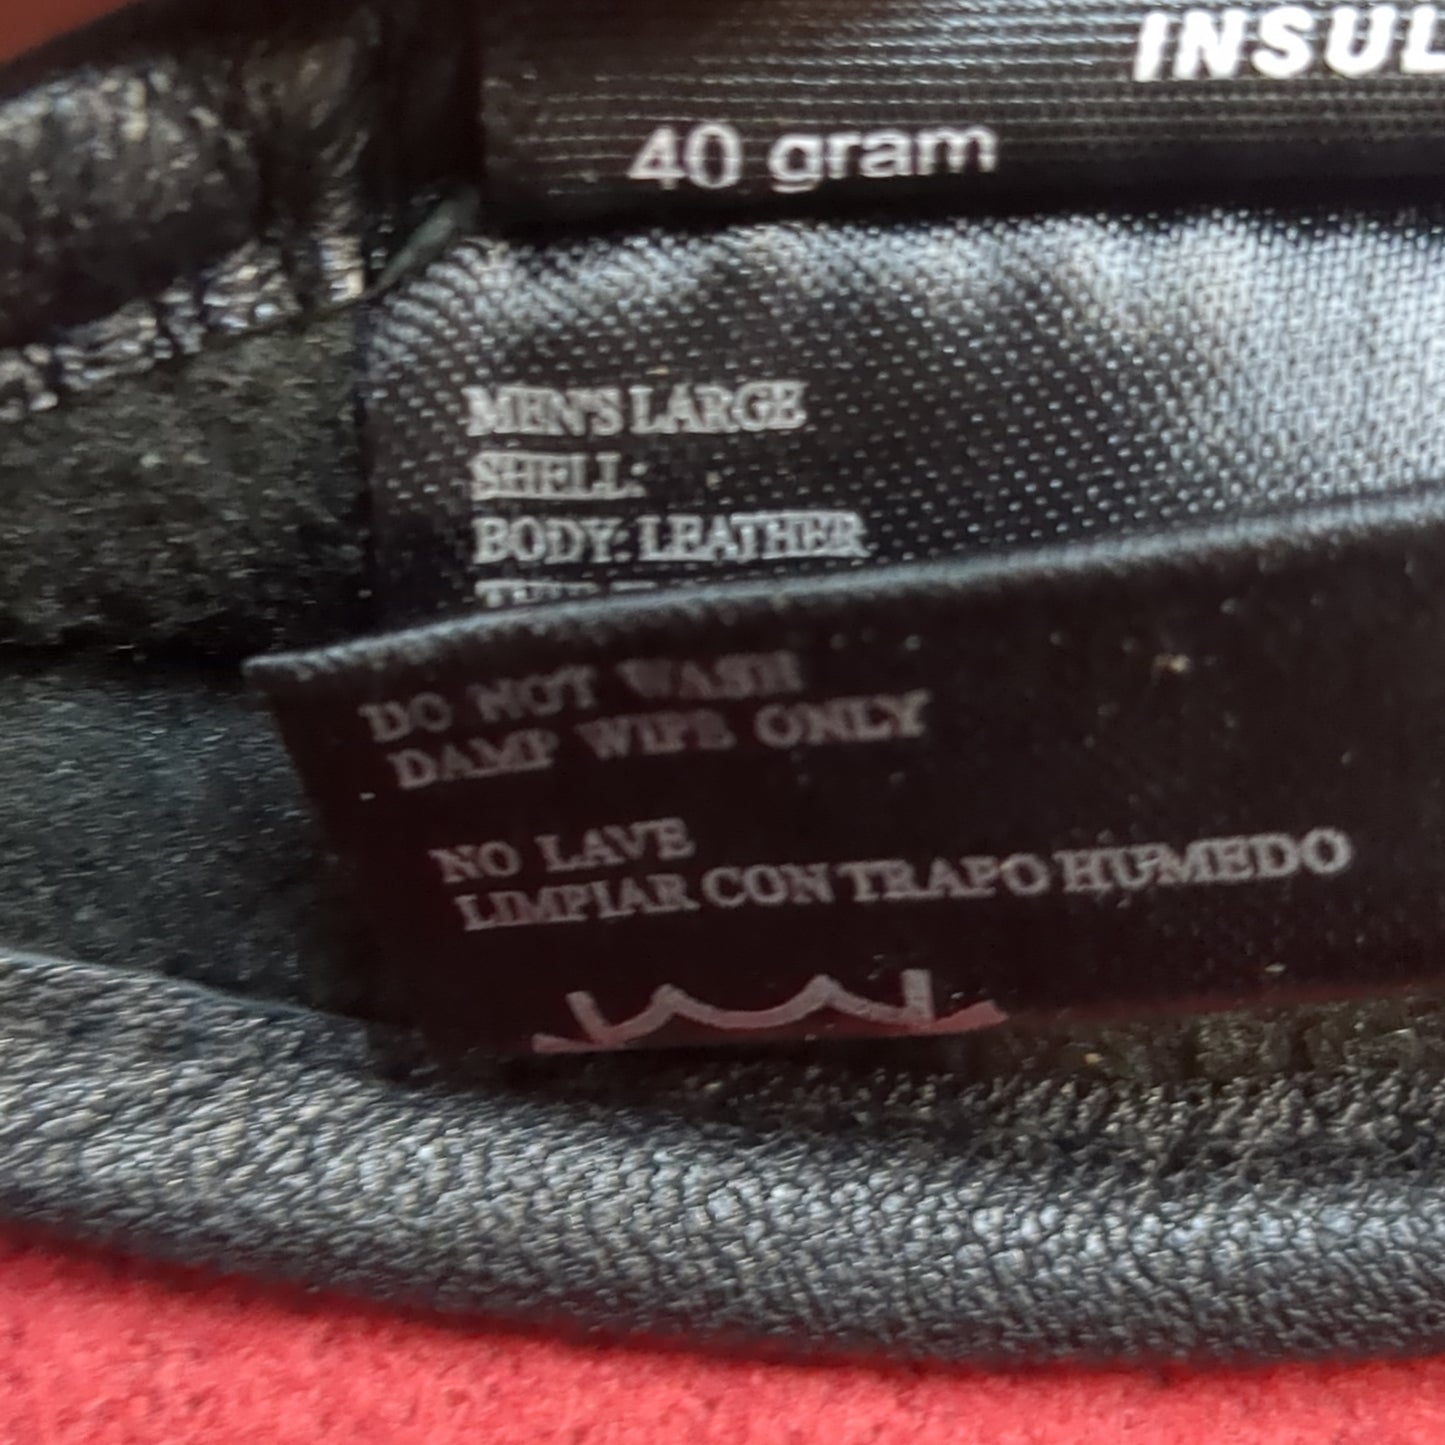 INSUL
40 gram
MEN'S LARGE
SHELL:
BODY: LEATHER
DO NOT WASH
DAMP WIPE ONLY
NO LAVE
LIMPIAR CON TRAPO HUMEDO